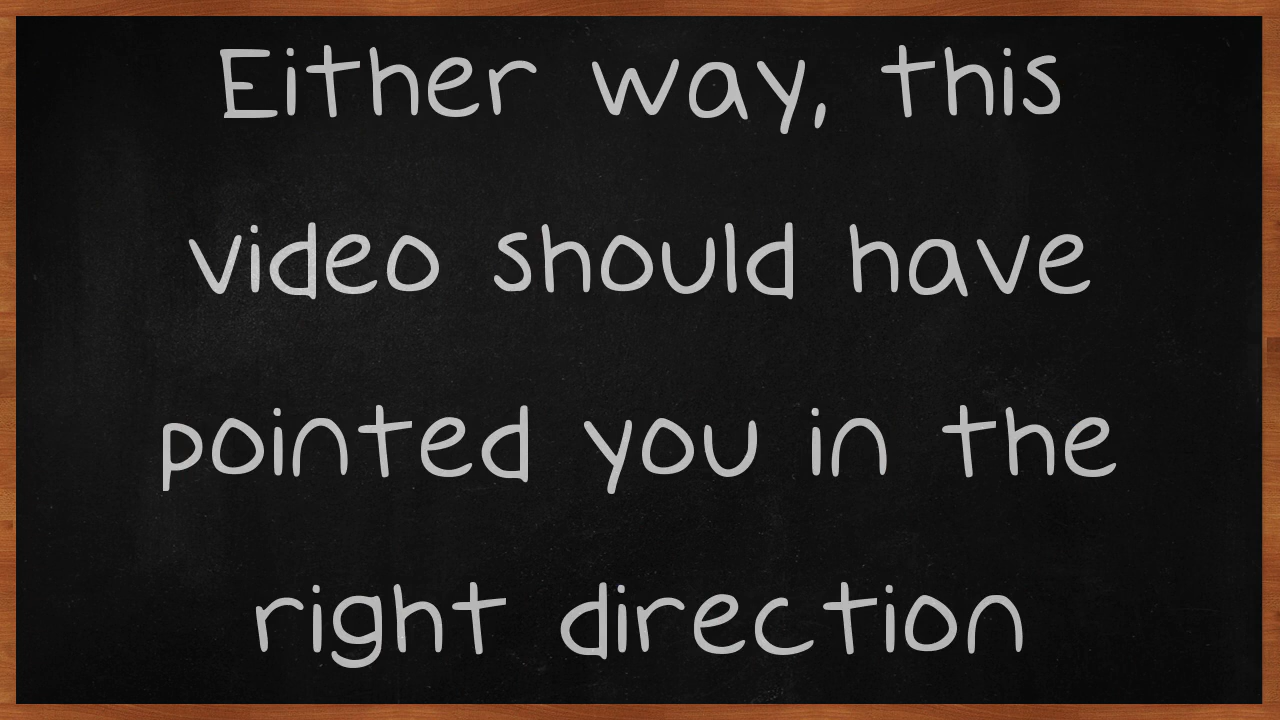 Either way, this
video should have
pointed you in the
right direction